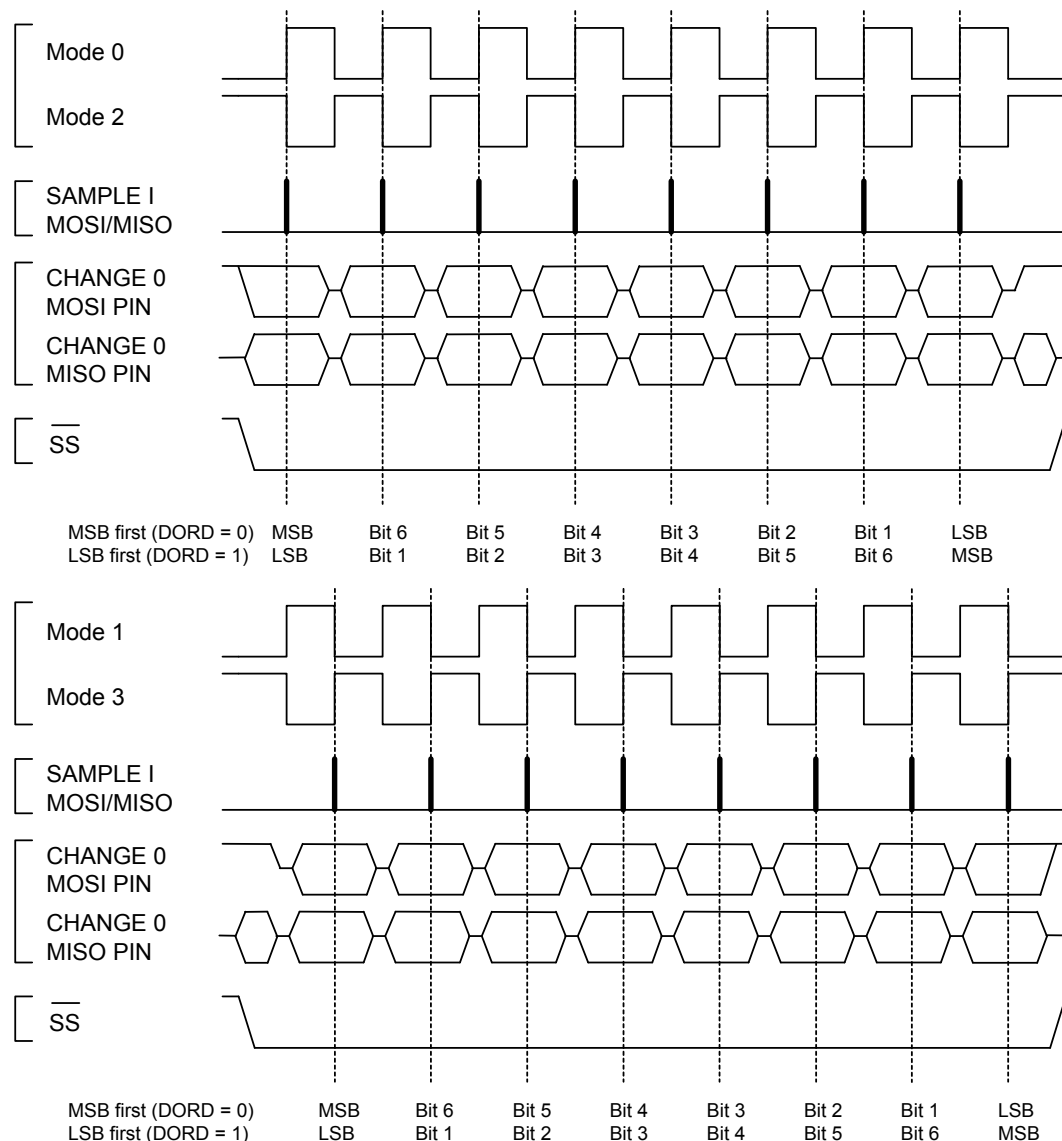 Mode 0
Mode 2
SAMPLE I
MOSI/MISO
CHANGE 0
MOSI PIN
CHANGE 0
MISO PIN
SS
MSB first (DORD = 0) MSB Bit 6 Bit 5 Bit 4 Bit 3 Bit 2 Bit 1 LSB
LSB first (DORD = 1) LSB Bit 1 Bit 2 Bit 3 Bit 4 Bit 5 Bit 6 MSB
Mode 1
Mode 3
SAMPLE I
MOSI/MISO
CHANGE 0
MOSI PIN
CHANGE 0
MISO PIN
SS
MSB first (DORD = 0) MSB Bit 6 Bit 5 Bit 4 Bit 3 Bit 2 Bit 1 LSB
LSB first (DORD = 1) LSB Bit 1 Bit 2 Bit 3 Bit 4 Bit 5 Bit 6 MSB